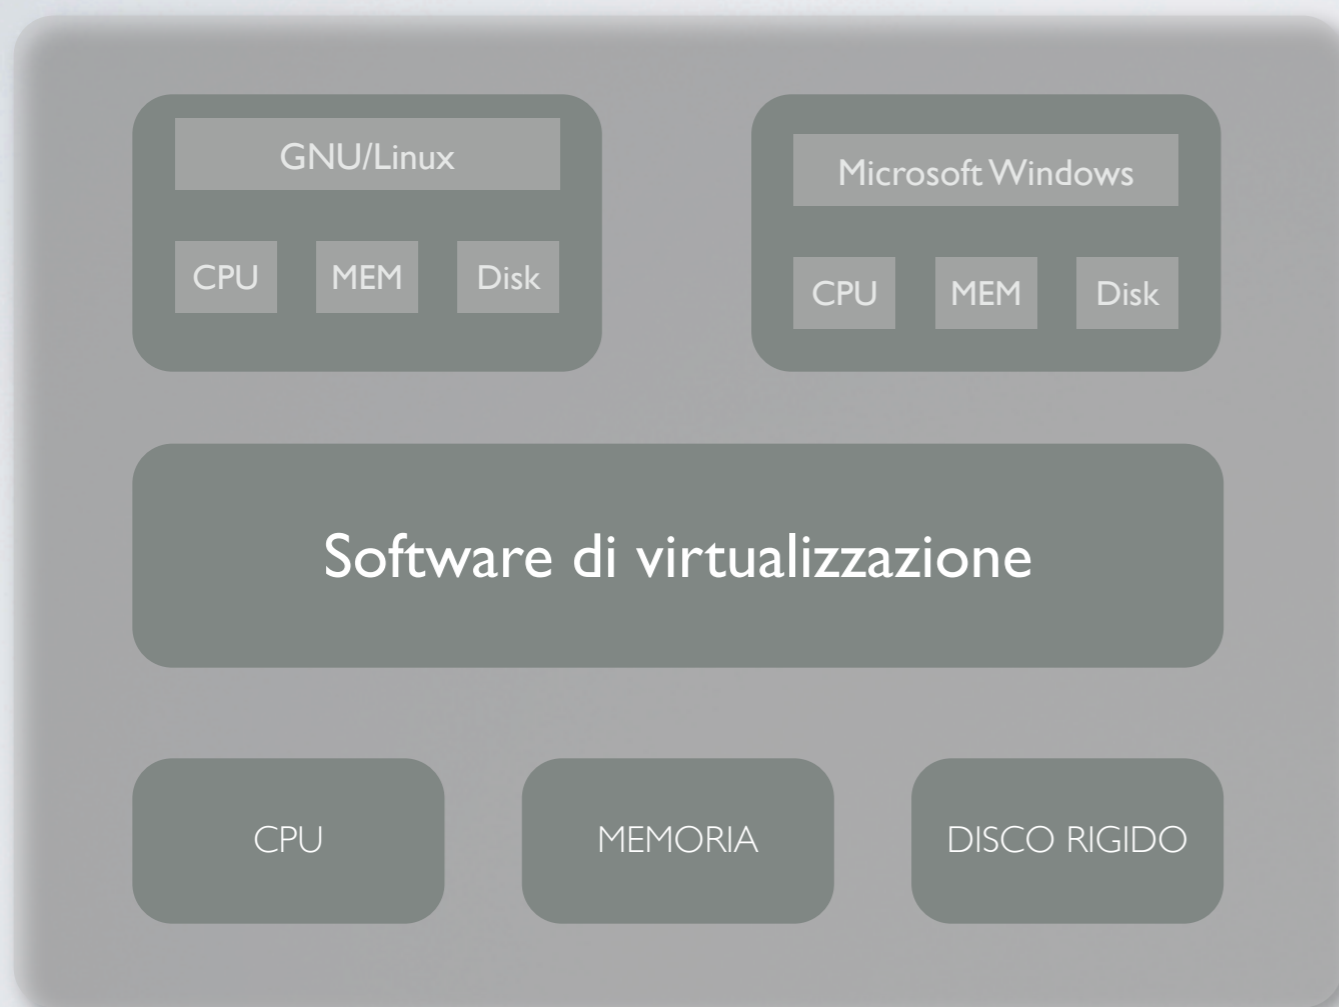 GNU/Linux
CPU MEM Disk
Microsoft Windows
CPU MEM Disk
Software di virtualizzazione
CPU MEMORIA DISCO RIGIDO